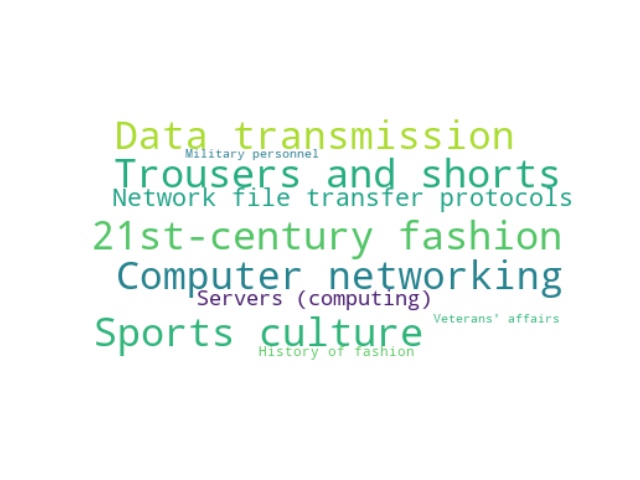 Data transmission
Military personnel
Trousers and shorts
Network file transfer protocols
21st-century fashion
Computer networking
Servers (computing)
Veterans' affairs
Sports culture
History of fashion